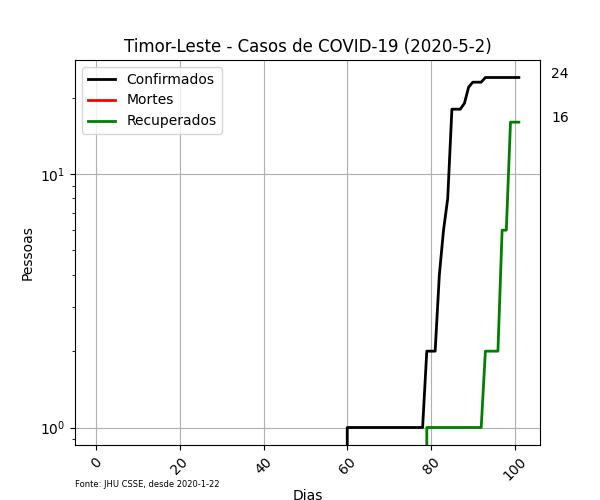 Timor-Leste - Casos de COVID-19 (2020-5-2)
Confirmados
Mortes
Recuperados
24
16
10¹
10⁰
Pessoas
0
20
40
60
80
100
Dias
Fonte: JHU CSSE, desde 2020-1-22